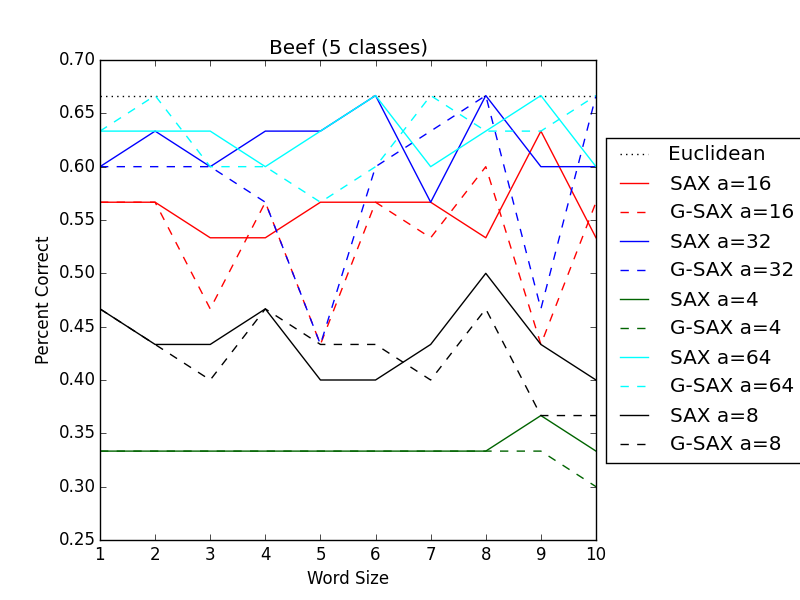 Beef (5 classes)
0.70
0.65
0.60
0.55
0.50
0.45
0.40
0.35
0.30
0.25
Percent Correct
1 2 3 4 5 6 7 8 9 10
Word Size
Euclidean
SAX a=16
G-SAX a=16
SAX a=32
G-SAX a=32
SAX a=4
G-SAX a=4
SAX a=64
G-SAX a=64
SAX a=8
G-SAX a=8